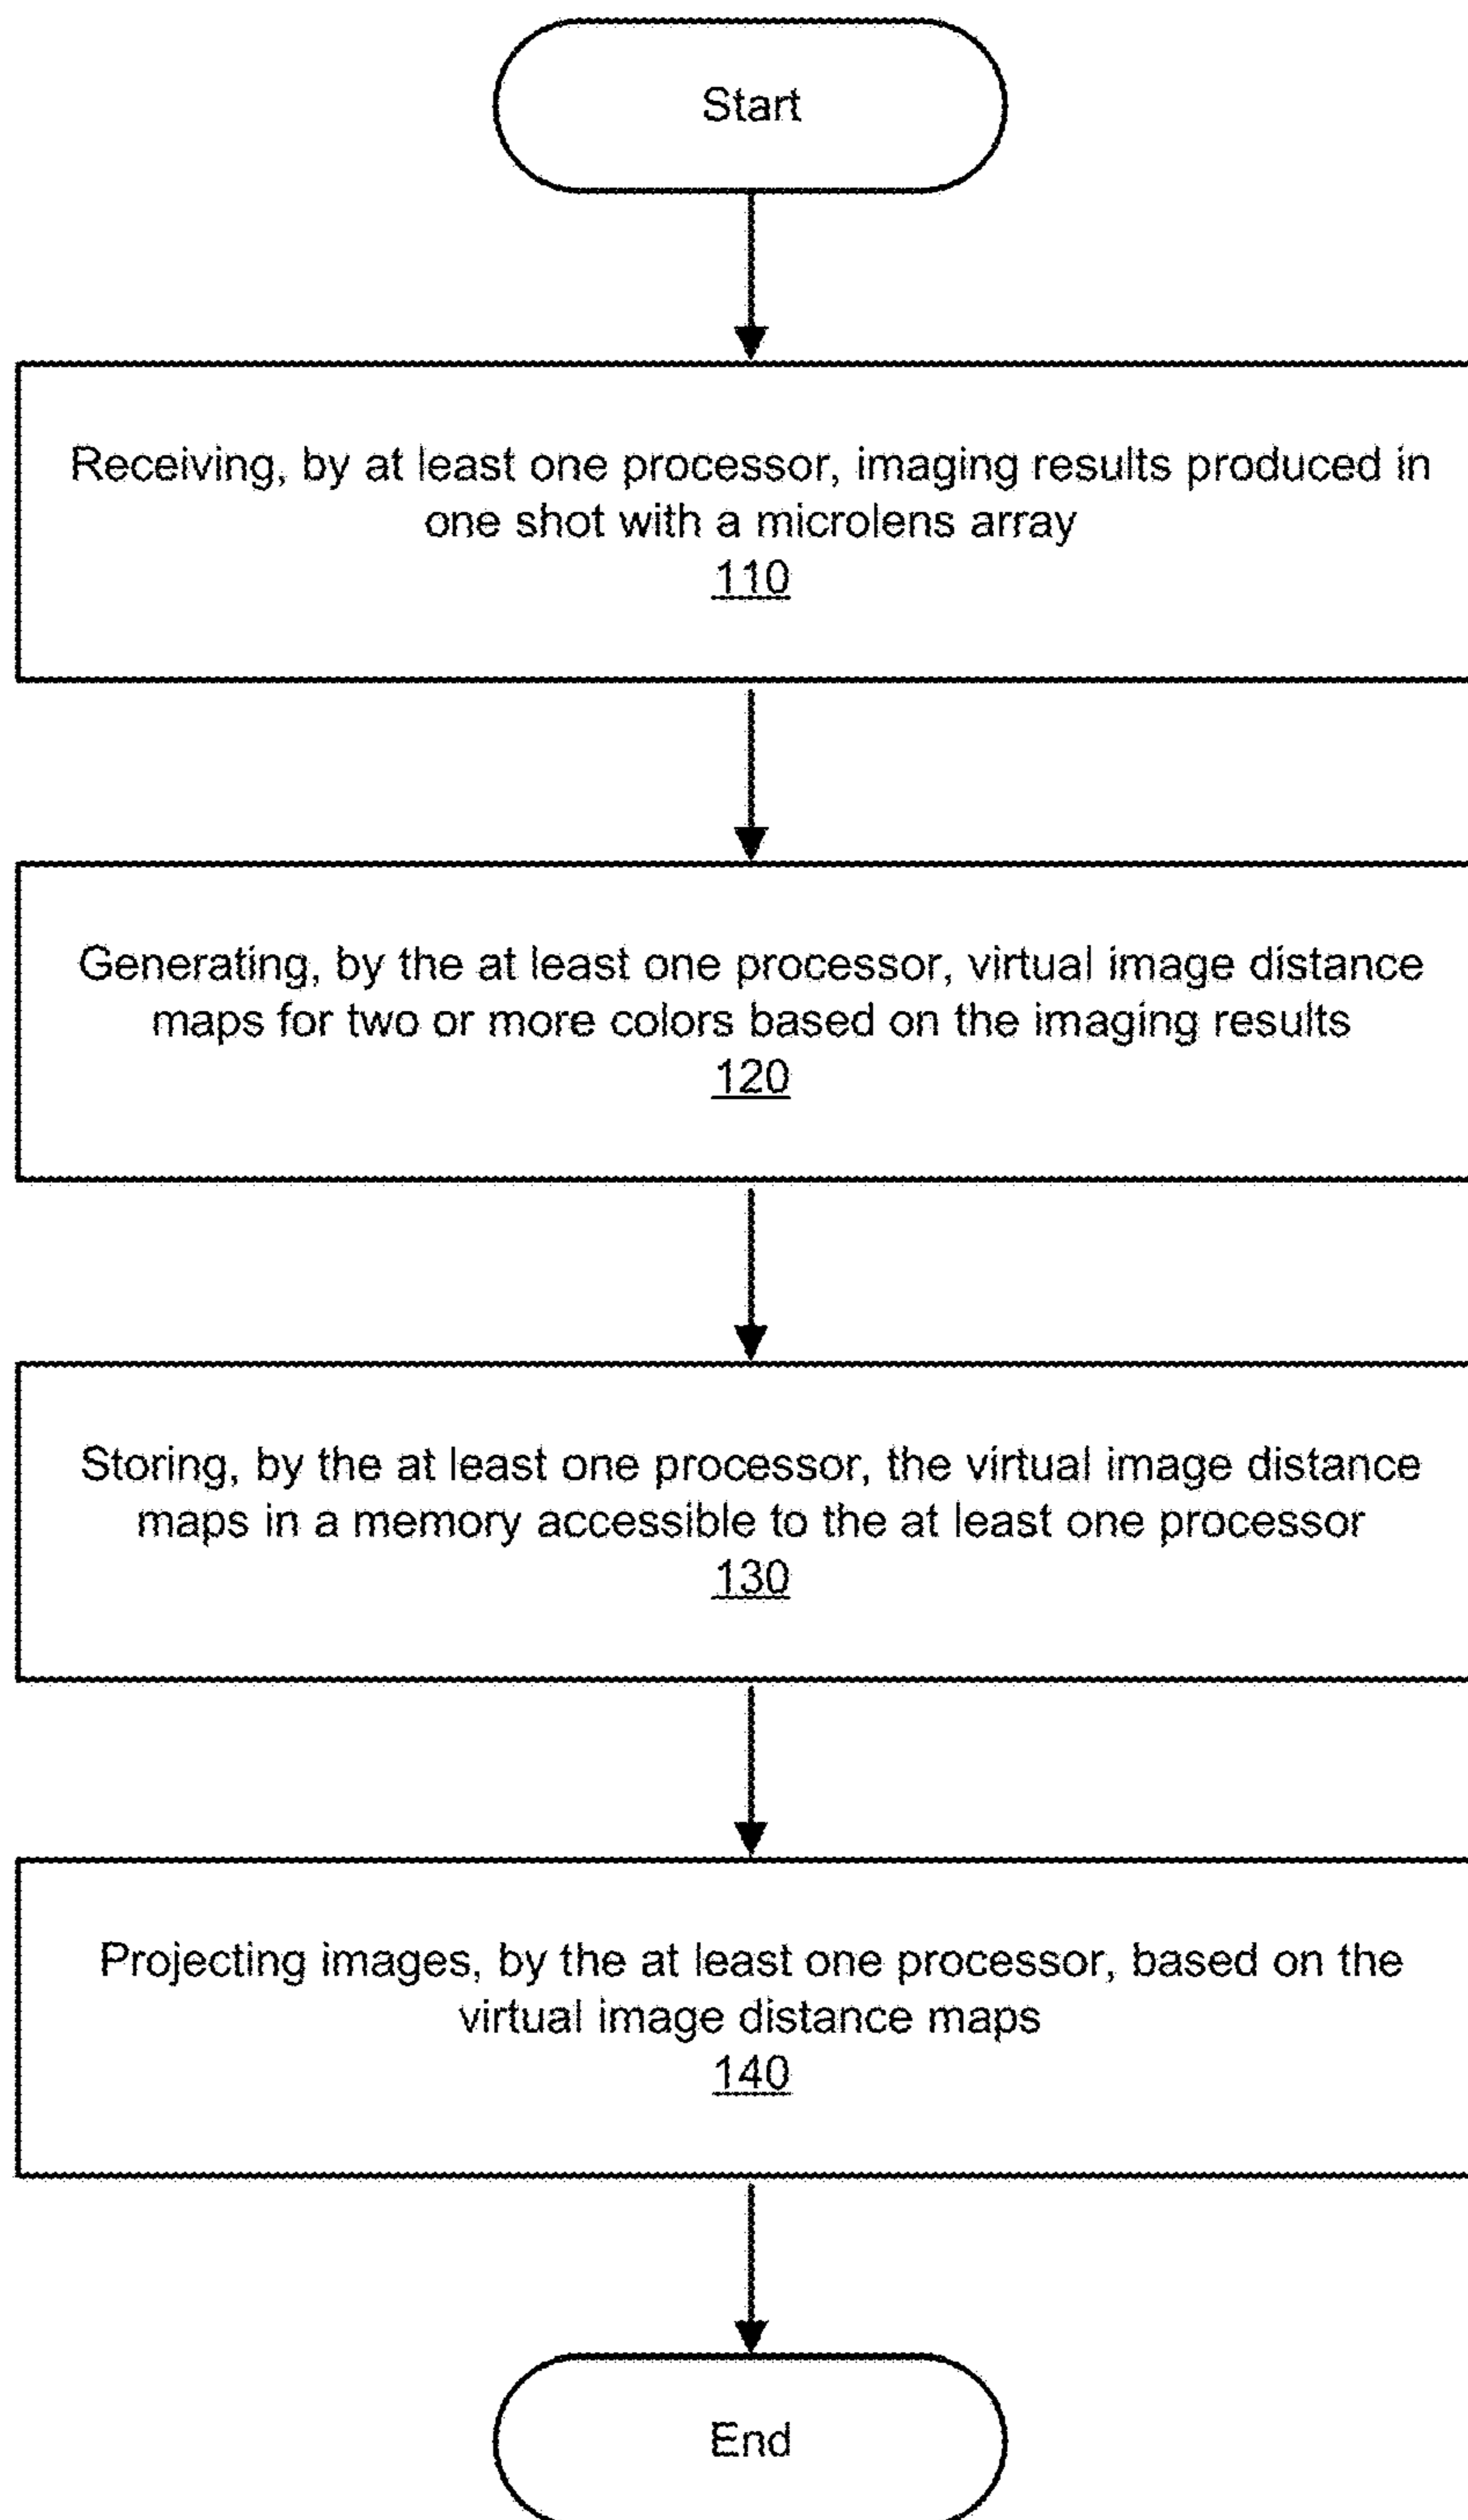 Start
Receiving, by at least one processor, imaging results produced in
one shot with a microlens array
110
Generating, by the at least one processor, virtual image distance
maps for two or more colors based on the imaging results
120
Storing, by the at least one processor, the virtual image distance
maps in a memory accessible to the at least one processor
130
Projecting images, by the at least one processor, based on the
virtual image distance maps
140
End